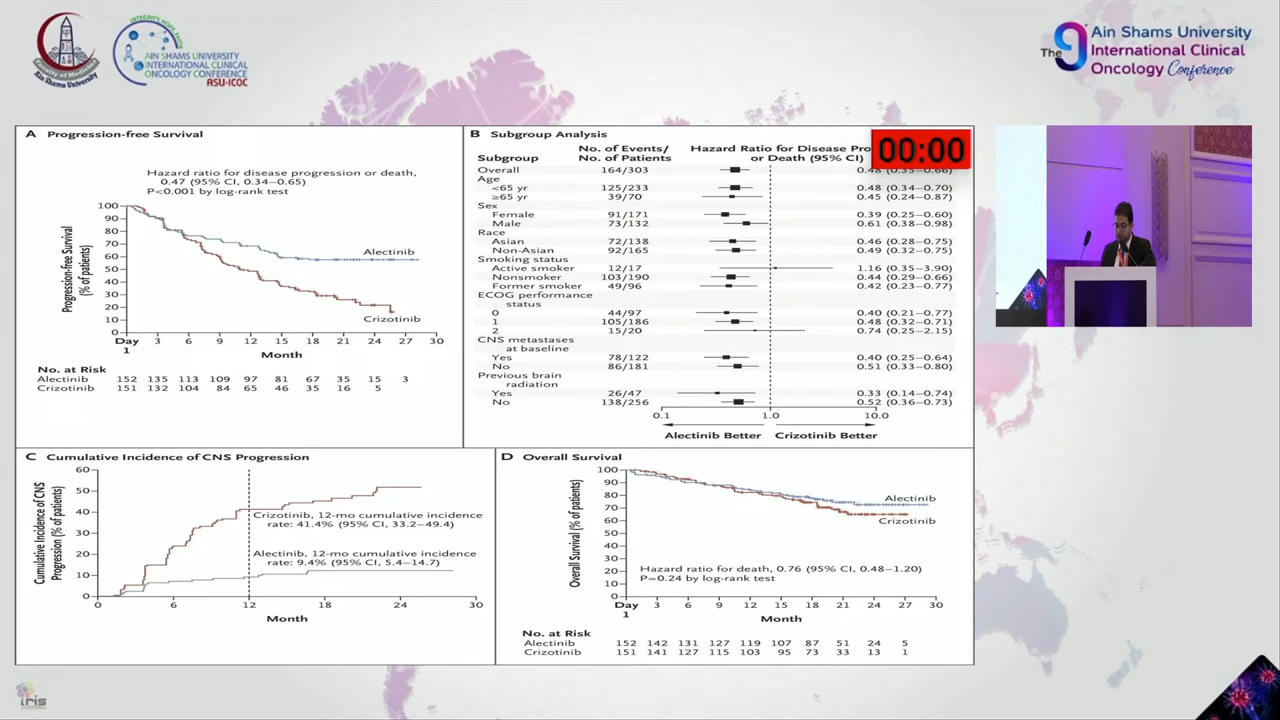 Faculty of Medicine
Ain Shams University
INTEGRITY HOPE FAITH
AIN SHAMS UNIVERSITY
INTERNATIONAL CLINICAL
ONCOLOGY CONFERENCE
ASU-ICOC
The 9
Ain Shams University
International Clinical
Oncology Conference
A Progression-free Survival
Hazard ratio for disease progression or death,
0.47 (95% CI, 0.34–0.65)
P<0.001 by log-rank test
Progression-free Survival
(% of patients)
100
90
80
70
60
50
40
30
20
10
0
Alectinib
Crizotinib
Day 1 3 6 9 12 15 18 21 24 26 30
Month
No. at Risk
Alectinib 152 135 113 109 97 81 67 35 15 3
Crizotinib 151 132 104 84 65 46 35 16 5
B Subgroup Analysis
Subgroup
No. of Events/
No. of Patients
Hazard Ratio for Disease Pro
or Death (95% CI)
00:00
Overall 164/303 0.48 (0.35–0.66)
Age
<65 yr 125/233 0.48 (0.34–0.70)
≥65 yr 39/70 0.45 (0.24–0.87)
Sex
Female 91/171 0.39 (0.25–0.60)
Male 73/132 0.61 (0.38–0.98)
Race
Asian 72/138 0.46 (0.28–0.75)
Non-Asian 92/165 0.49 (0.32–0.75)
Smoking status
Active smoker 12/17 1.16 (0.35–3.90)
Nonsmoker 103/190 0.44 (0.29–0.66)
Former smoker 49/96 0.42 (0.23–0.77)
ECOG performance
status
0 44/97 0.40 (0.21–0.77)
1 105/186 0.48 (0.32–0.71)
2 15/20 0.74 (0.25–2.15)
CNS metastases
at baseline
Yes 78/122 0.40 (0.25–0.64)
No 86/181 0.51 (0.33–0.80)
Previous brain
radiation
Yes 26/47 0.33 (0.14–0.74)
No 138/256 0.52 (0.36–0.73)
0.1 1.0 10.0
Alectinib Better Crizotinib Better
C Cumulative Incidence of CNS Progression
Cumulative Incidence of CNS
Progression (% of patients)
60
50
40
30
20
10
0
Crizotinib, 12-mo cumulative incidence
rate: 41.4% (95% CI, 33.2–49.4)
Alectinib, 12-mo cumulative incidence
rate: 9.4% (95% CI, 5.4–14.7)
0 6 12 18 24 30
Month
D Overall Survival
Overall Survival (% of patients)
100
90
80
70
60
50
40
30
20
10
0
Alectinib
Crizotinib
Hazard ratio for death, 0.76 (95% CI, 0.48–1.20)
P=0.24 by log-rank test
Day 1 3 6 9 12 15 18 21 24 27 30
Month
No. at Risk
Alectinib 152 142 131 127 119 107 87 51 24 5
Crizotinib 151 141 127 115 103 95 73 33 13 1
iris